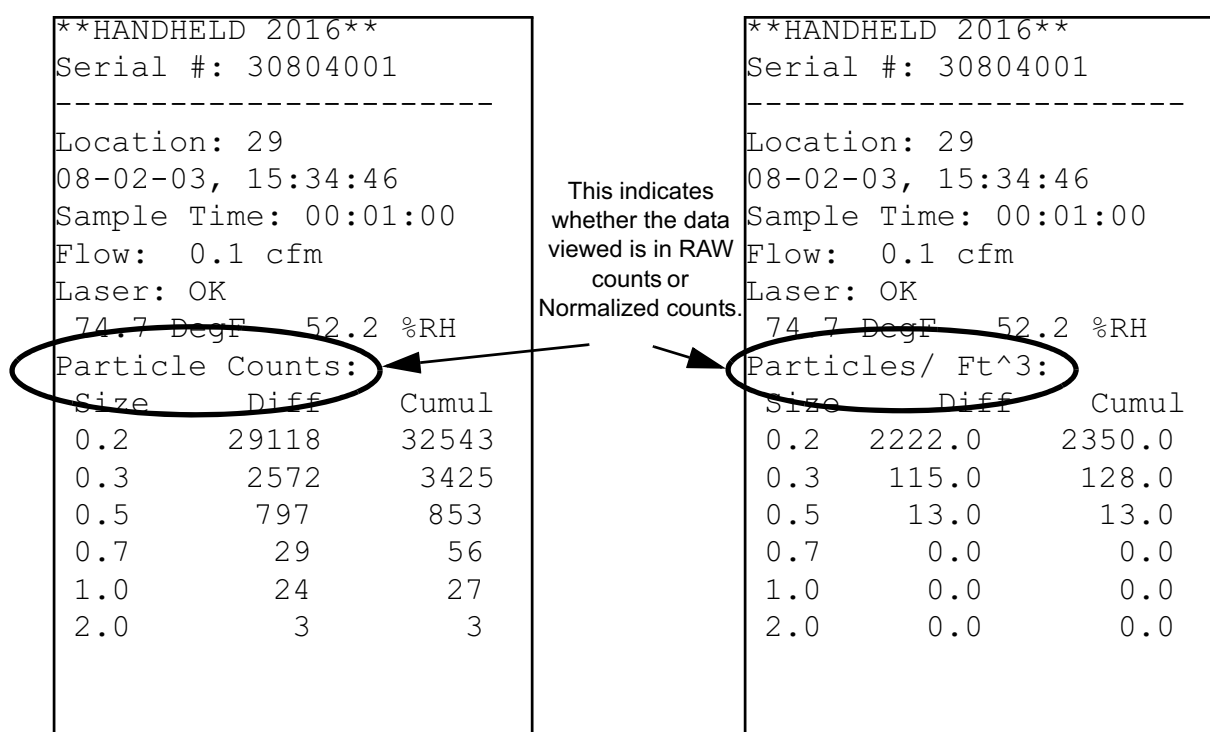 **HANDHELD 2016**
Serial #: 30804001
-----------------------
Location: 29
08-02-03, 15:34:46
Sample Time: 00:01:00
Flow:  0.1 cfm
Laser: OK
74.7 DegF   52.2 %RH
Particle Counts:
Size     Diff    Cumul
0.2     29118    32543
0.3      2572     3425
0.5       797      853
0.7        29       56
1.0        24       27
2.0         3        3
This indicates
whether the data
viewed is in RAW
counts or
Normalized counts.
**HANDHELD 2016**
Serial #: 30804001
-----------------------
Location: 29
08-02-03, 15:34:46
Sample Time: 00:01:00
Flow:  0.1 cfm
Laser: OK
74.7 DegF   52.2 %RH
Particles/ Ft^3:
Size     Diff    Cumul
0.2  2222.0    2350.0
0.3   115.0     128.0
0.5    13.0      13.0
0.7     0.0       0.0
1.0     0.0       0.0
2.0     0.0       0.0